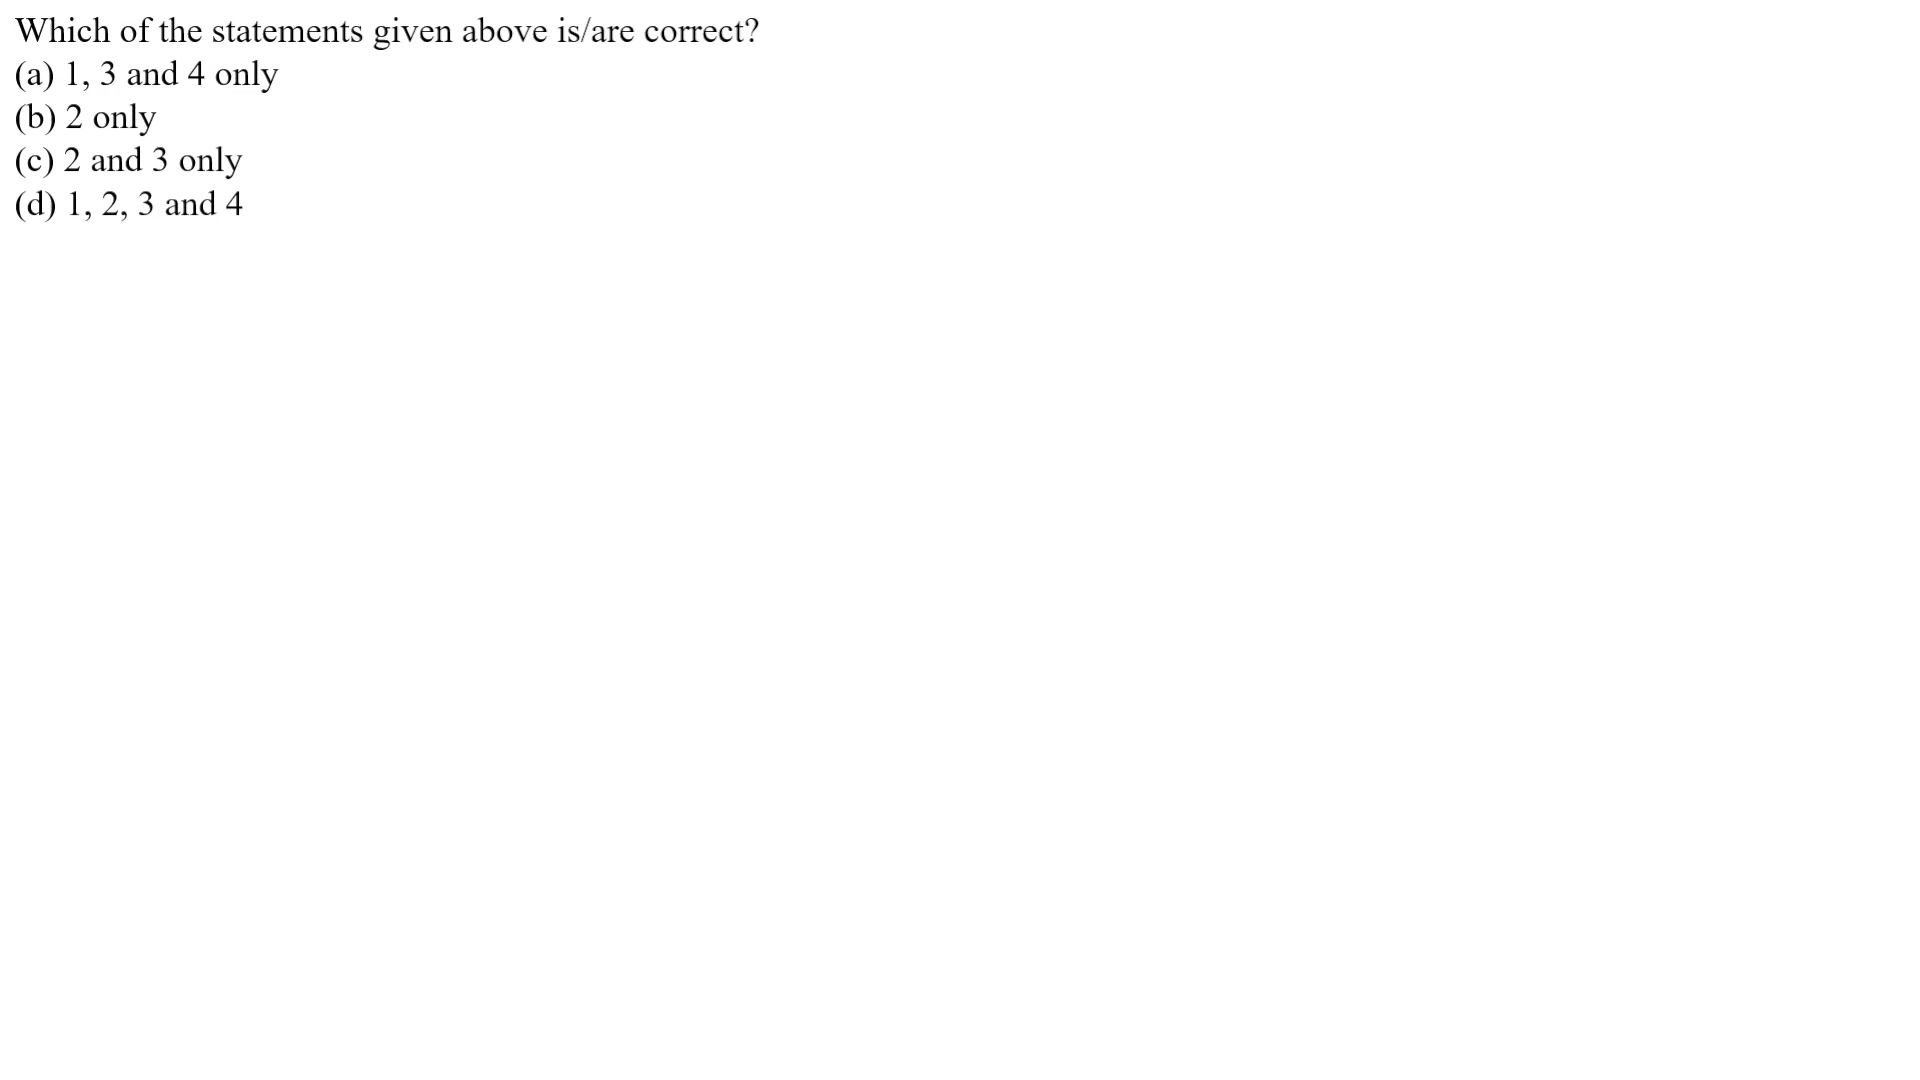 Which of the statements given above is/are correct?
(a) 1, 3 and 4 only
(b) 2 only
(c) 2 and 3 only
(d) 1, 2, 3 and 4